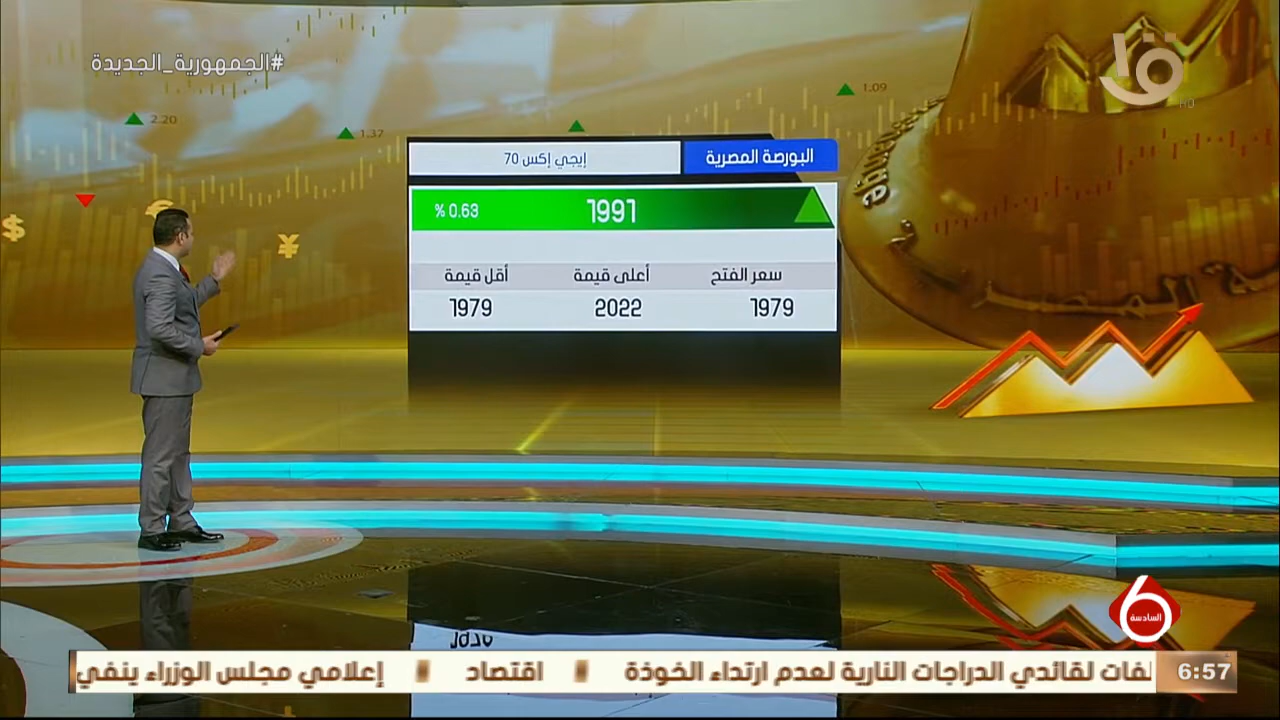 #الجمهورية_الجديدة
HD
1.09
2.20
1.37
البورصة المصرية
إيجي إكس 70
1991
% 0.63
سعر الفتح أعلى قيمة أقل قيمة
1979 2022 1979
6
السادسة
6:57
لفات لقائدي الدراجات النارية لعدم ارتداء الخوذة اقتصاد إعلامي مجلس الوزراء ينفي